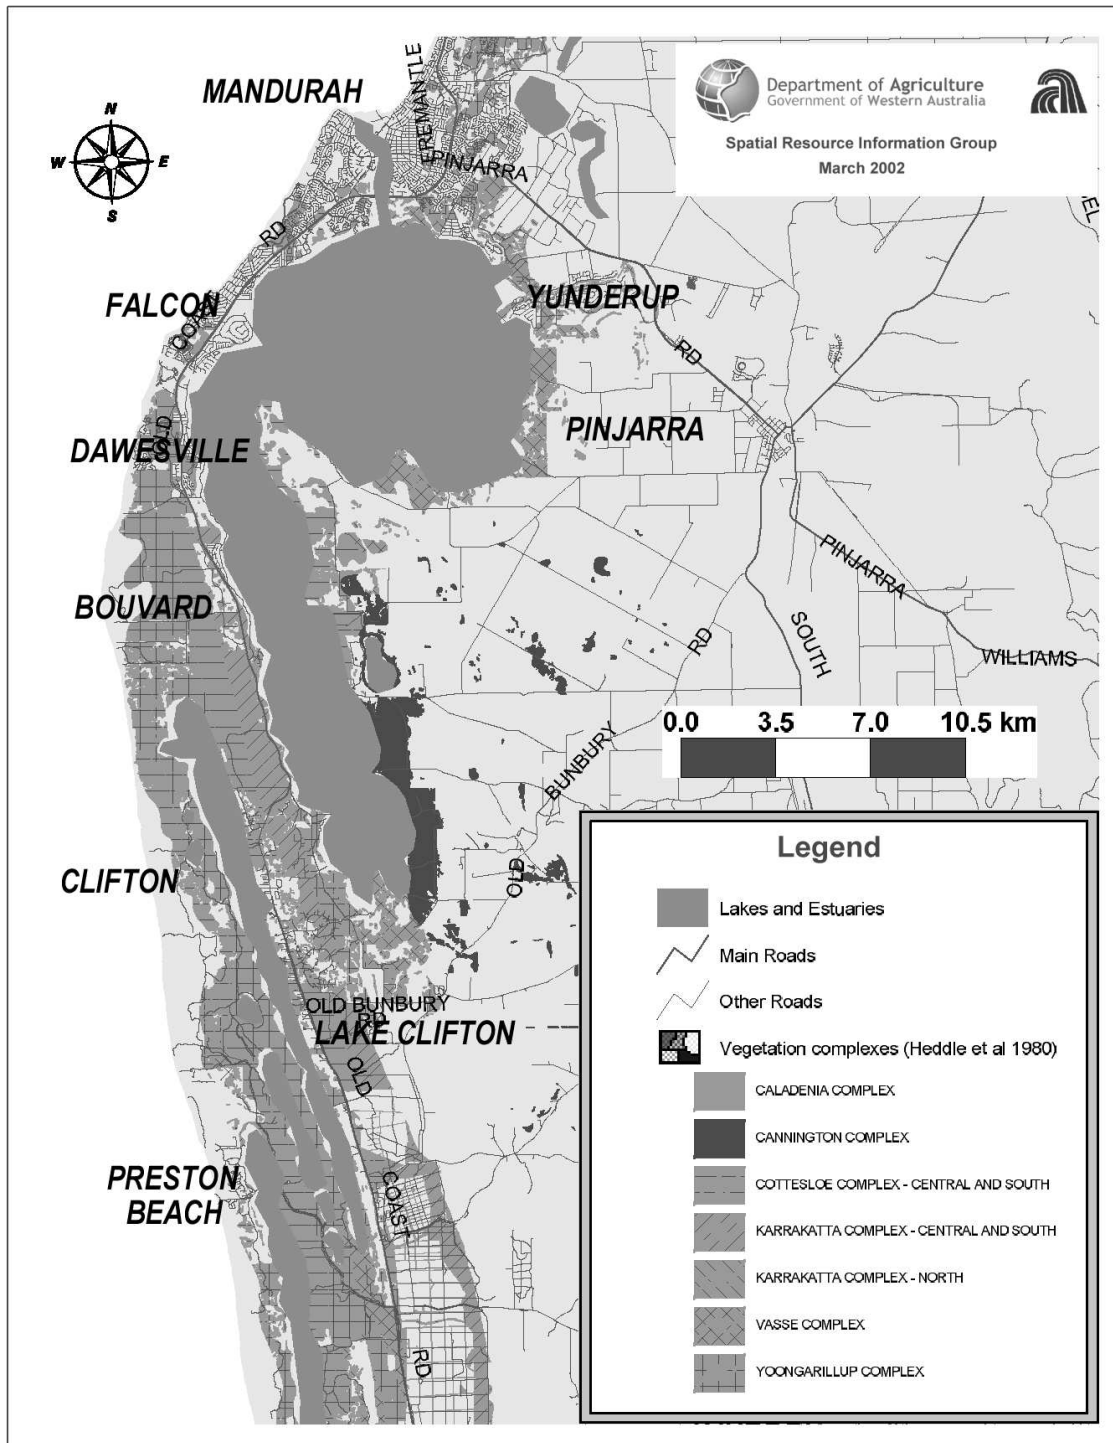 MANDURAH
FREMANTLE
Department of Agriculture
Government of Western Australia
Spatial Resource Information Group
March 2002
N
W
E
S
PINJARRA
RD
FALCON
COAST
YUNDERUP
RD
OLD
DAWESVILLE
PINJARRA
PINJARRA
BOUVARD
SOUTH
RD
WILLIAMS
0.0 3.5 7.0 10.5 km
BUNBURY
OLD
CLIFTON
OLD BUNBURY
RD
LAKE CLIFTON
OLD
PRESTON
BEACH
COAST
RD
Legend
Lakes and Estuaries
Main Roads
Other Roads
Vegetation complexes (Heddle et al 1980)
CALADENIA COMPLEX
CANNINGTON COMPLEX
COTTESLOE COMPLEX - CENTRAL AND SOUTH
KARRAKATTA COMPLEX - CENTRAL AND SOUTH
KARRAKATTA COMPLEX - NORTH
VASSE COMPLEX
YOONGARILLUP COMPLEX